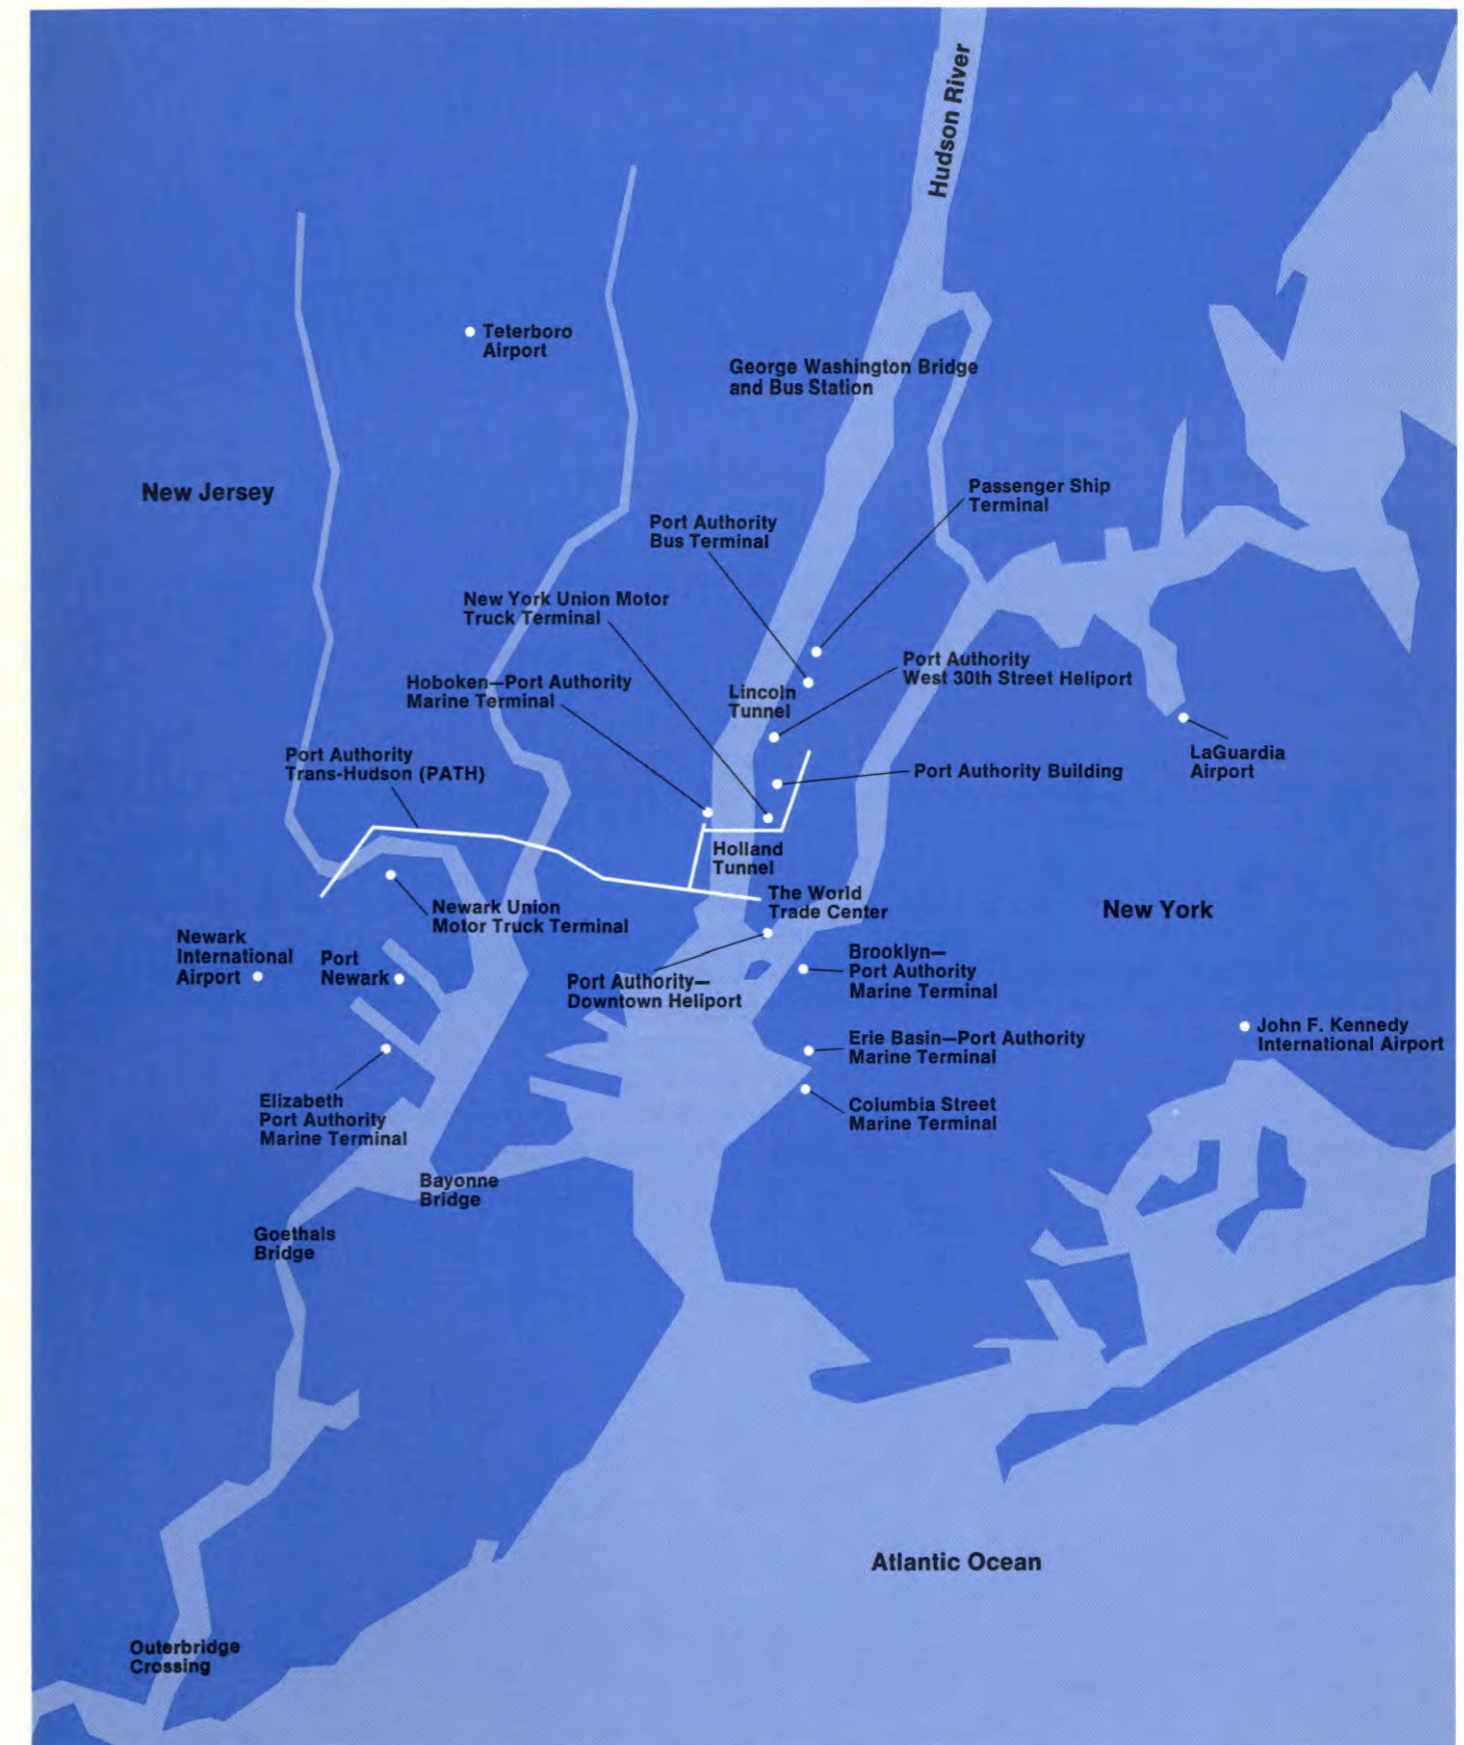 Hudson River
Teterboro
Airport
George Washington Bridge
and Bus Station
New Jersey
Passenger Ship
Terminal
Port Authority
Bus Terminal
New York Union Motor
Truck Terminal
Port Authority
West 30th Street Heliport
Hoboken—Port Authority
Marine Terminal
Lincoln
Tunnel
LaGuardia
Airport
Port Authority
Trans-Hudson (PATH)
Port Authority Building
Holland
Tunnel
The World
Trade Center
New York
Newark Union
Motor Truck Terminal
Newark
International
Airport
Port
Newark
Port Authority—
Downtown Heliport
Brooklyn—
Port Authority
Marine Terminal
John F. Kennedy
International Airport
Erie Basin—Port Authority
Marine Terminal
Elizabeth
Port Authority
Marine Terminal
Columbia Street
Marine Terminal
Bayonne
Bridge
Goethals
Bridge
Atlantic Ocean
Outerbridge
Crossing